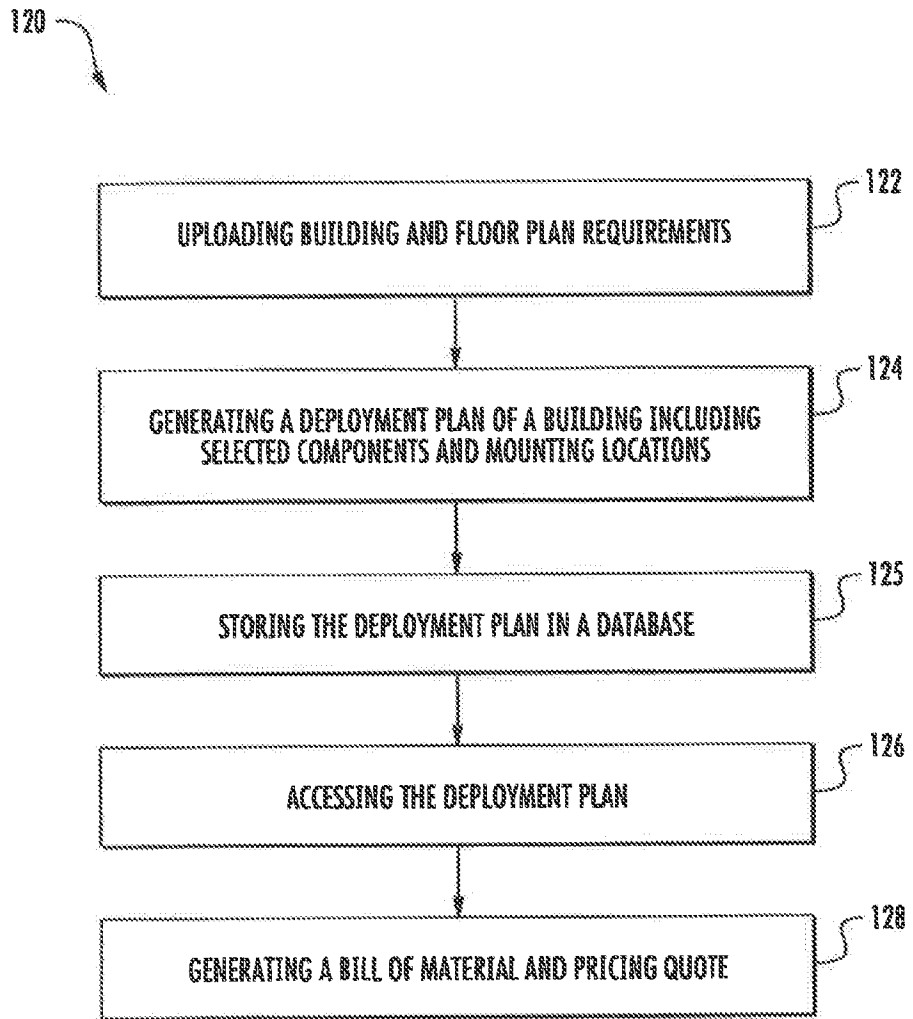 120
122
UPLOADING BUILDING AND FLOOR PLAN REQUIREMENTS
124
GENERATING A DEPLOYMENT PLAN OF A BUILDING INCLUDING
SELECTED COMPONENTS AND MOUNTING LOCATIONS
125
STORING THE DEPLOYMENT PLAN IN A DATABASE
126
ACCESSING THE DEPLOYMENT PLAN
128
GENERATING A BILL OF MATERIAL AND PRICING QUOTE